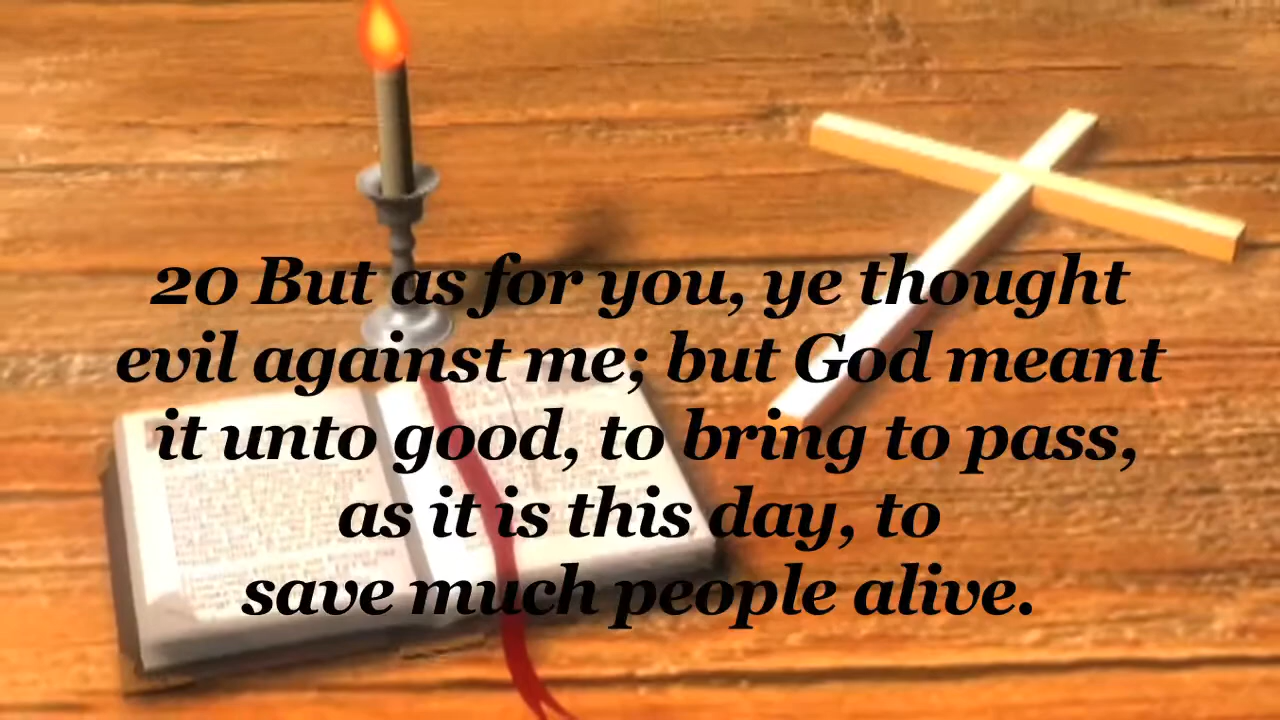 20 But as for you, ye thought
evil against me; but God meant
it unto good, to bring to pass,
as it is this day, to
save much people alive.